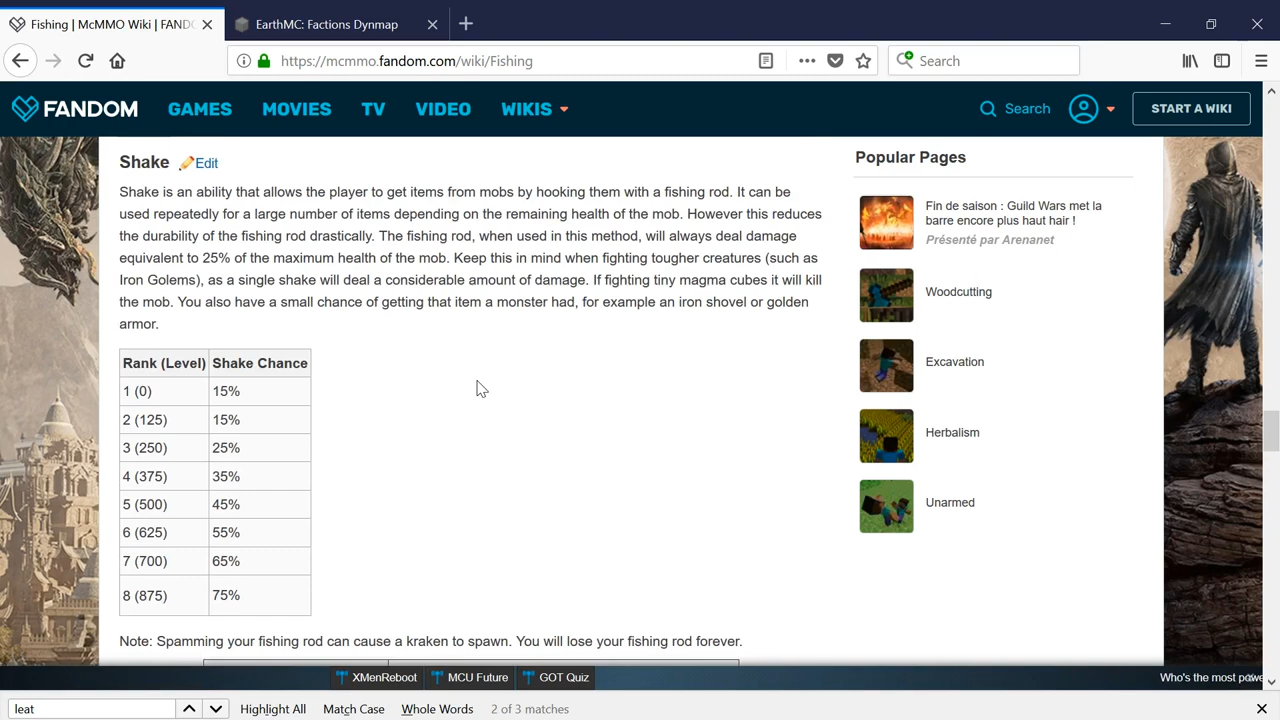 Fishing | McMMO Wiki | FAND
EarthMC: Factions Dynmap
https://mcmmo.fandom.com/wiki/Fishing
Search
FANDOM
GAMES
MOVIES
TV
VIDEO
WIKIS
Search
START A WIKI
Shake Edit
Shake is an ability that allows the player to get items from mobs by hooking them with a fishing rod. It can be
used repeatedly for a large number of items depending on the remaining health of the mob. However this reduces
the durability of the fishing rod drastically. The fishing rod, when used in this method, will always deal damage
equivalent to 25% of the maximum health of the mob. Keep this in mind when fighting tougher creatures (such as
Iron Golems), as a single shake will deal a considerable amount of damage. If fighting tiny magma cubes it will kill
the mob. You also have a small chance of getting that item a monster had, for example an iron shovel or golden
armor.
Rank (Level) Shake Chance
1 (0) 15%
2 (125) 15%
3 (250) 25%
4 (375) 35%
5 (500) 45%
6 (625) 55%
7 (700) 65%
8 (875) 75%
Note: Spamming your fishing rod can cause a kraken to spawn. You will lose your fishing rod forever.
Popular Pages
Fin de saison : Guild Wars met la
barre encore plus haut hair !
Présenté par Arenanet
Woodcutting
Excavation
Herbalism
Unarmed
XMenReboot
MCU Future
GOT Quiz
Who's the most powe
leat
Highlight All
Match Case
Whole Words
2 of 3 matches